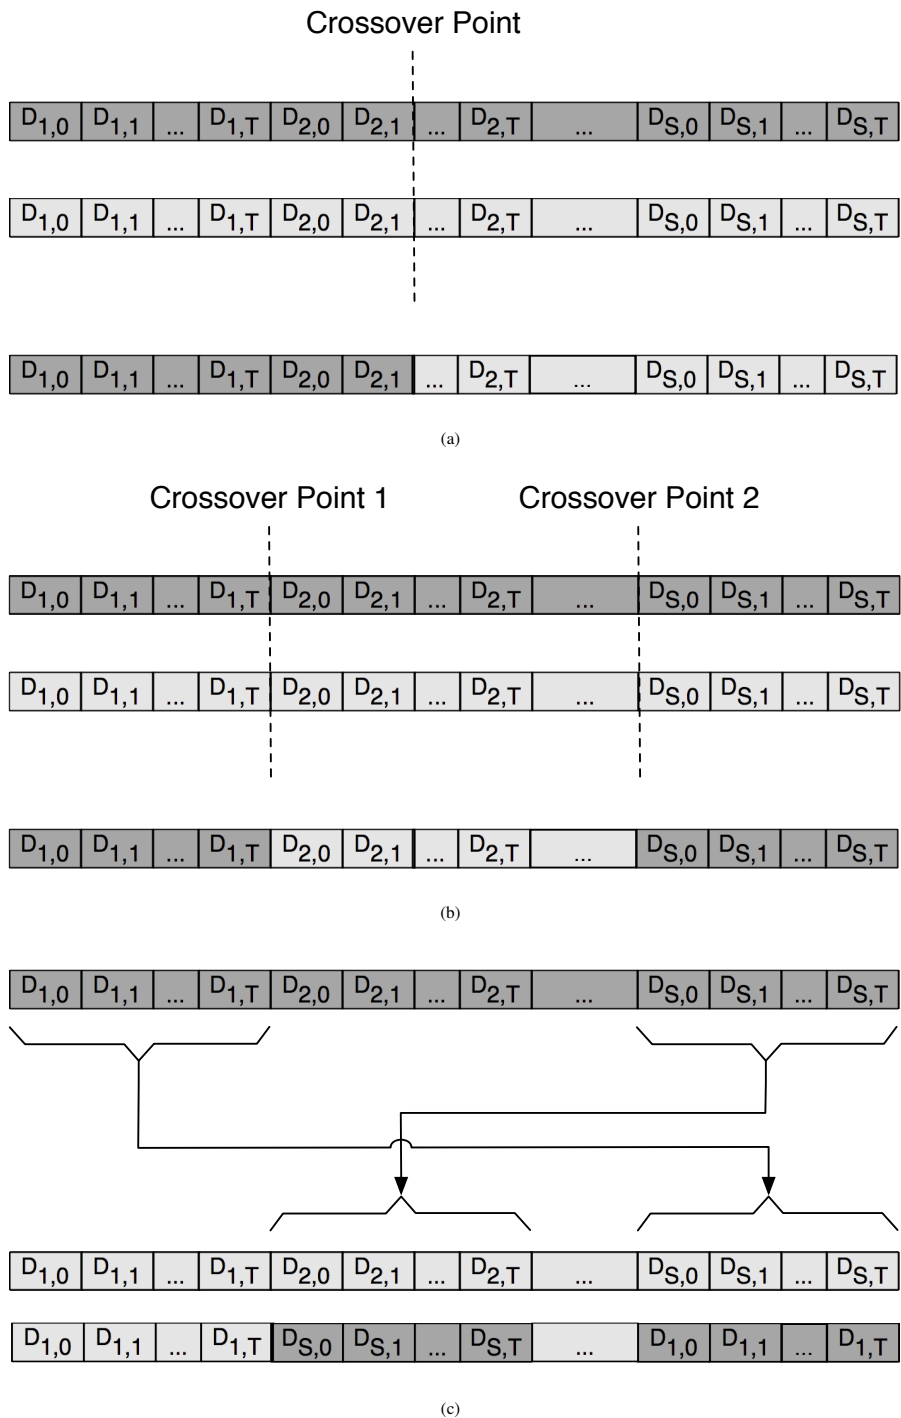 Crossover Point
D1,0 D1,1 ... D1,T D2,0 D2,1 ... D2,T ... DS,0 DS,1 ... DS,T
D1,0 D1,1 ... D1,T D2,0 D2,1 ... D2,T ... DS,0 DS,1 ... DS,T
D1,0 D1,1 ... D1,T D2,0 D2,1 ... D2,T ... DS,0 DS,1 ... DS,T
(a)
Crossover Point 1 Crossover Point 2
D1,0 D1,1 ... D1,T D2,0 D2,1 ... D2,T ... DS,0 DS,1 ... DS,T
D1,0 D1,1 ... D1,T D2,0 D2,1 ... D2,T ... DS,0 DS,1 ... DS,T
D1,0 D1,1 ... D1,T D2,0 D2,1 ... D2,T ... DS,0 DS,1 ... DS,T
(b)
D1,0 D1,1 ... D1,T D2,0 D2,1 ... D2,T ... DS,0 DS,1 ... DS,T
D1,0 D1,1 ... D1,T D2,0 D2,1 ... D2,T ... DS,0 DS,1 ... DS,T
D1,0 D1,1 ... D1,T DS,0 DS,1 ... DS,T ... D1,0 D1,1 ... D1,T
(c)